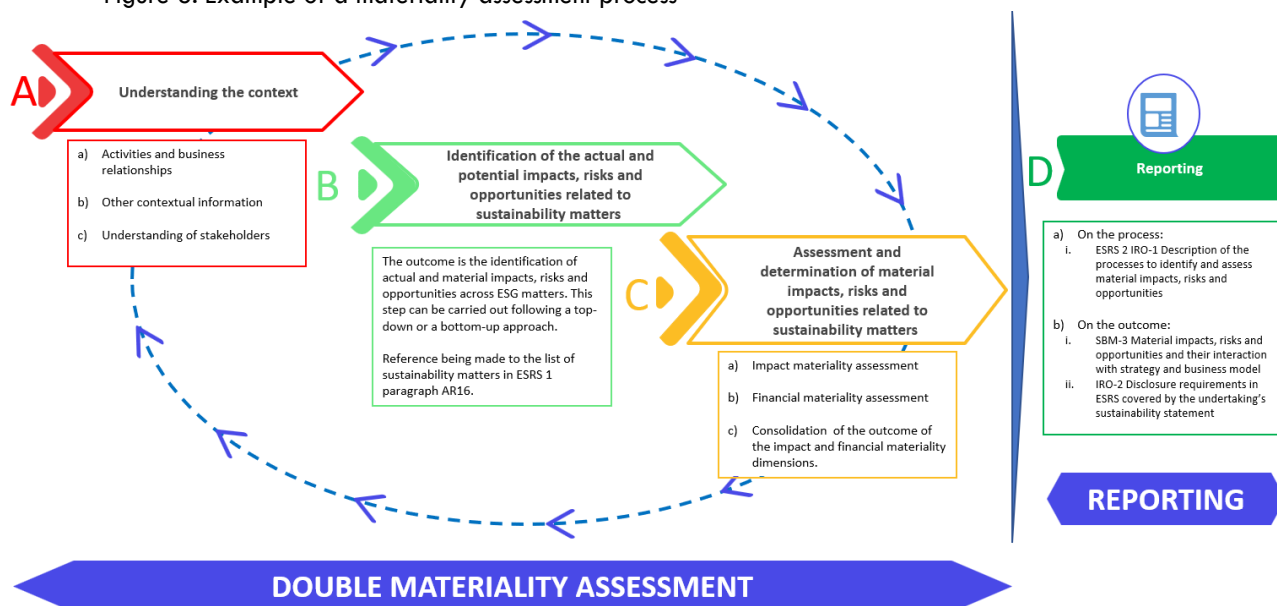 Figure 3: Example of a materiality assessment process
A
Understanding the context
a) Activities and business
relationships
b) Other contextual information
c) Understanding of stakeholders
B
Identification of the actual and
potential impacts, risks and
opportunities related to
sustainability matters
The outcome is the identification of
actual and material impacts, risks and
opportunities across ESG matters. This
step can be carried out following a top-
down or a bottom-up approach.
Reference being made to the list of
sustainability matters in ESRS 1
paragraph AR16.
C
Assessment and
determination of material
impacts, risks and
opportunities related to
sustainability matters
a) Impact materiality assessment
b) Financial materiality assessment
c) Consolidation of the outcome of
the impact and financial materiality
dimensions.
D
Reporting
a) On the process:
i. ESRS 2 IRO-1 Description of the
processes to identify and assess
material impacts, risks and
opportunities
b) On the outcome:
i. SBM-3 Material impacts, risks and
opportunities and their interaction
with strategy and business model
ii. IRO-2 Disclosure requirements in
ESRS covered by the undertaking's
sustainability statement
REPORTING
DOUBLE MATERIALITY ASSESSMENT